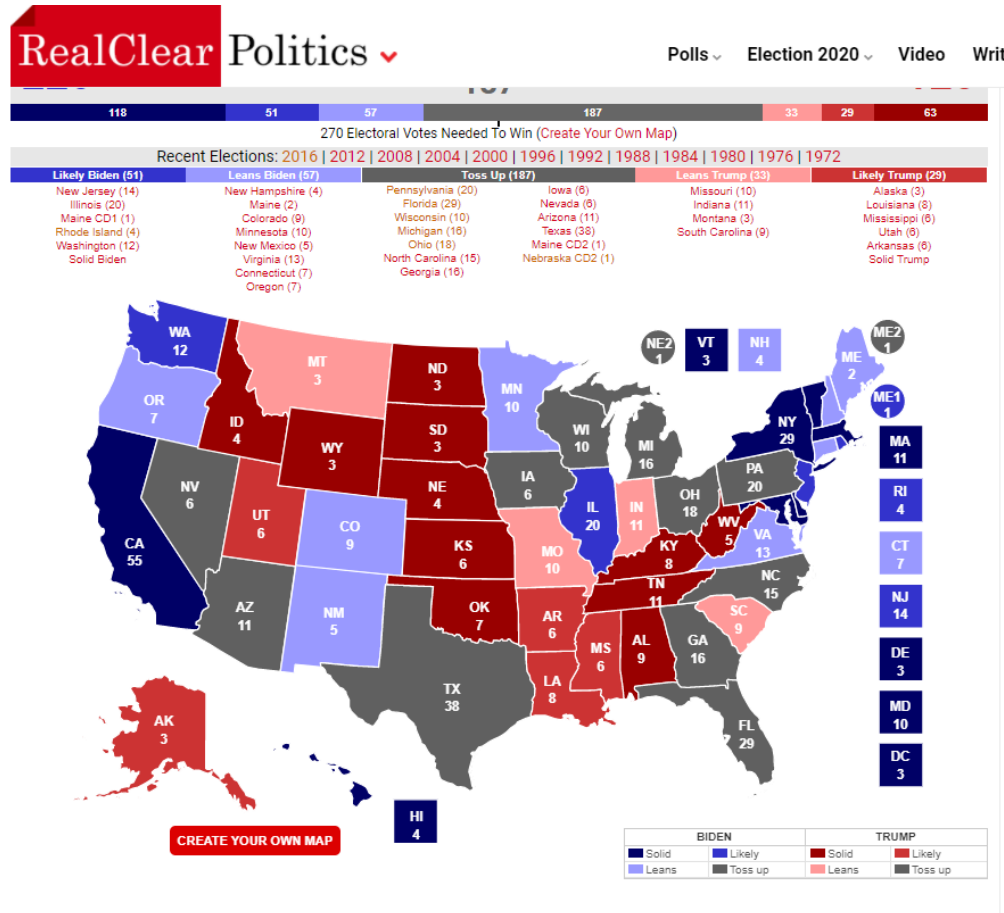 RealClear Politics
Polls Election 2020 Video Writ
118 51 57 187 33 29 63
270 Electoral Votes Needed To Win (Create Your Own Map)
Recent Elections: 2016 | 2012 | 2008 | 2004 | 2000 | 1996 | 1992 | 1988 | 1984 | 1980 | 1976 | 1972
Likely Biden (51) Leans Biden (57) Toss Up (187) Leans Trump (33) Likely Trump (29)
New Jersey (14) New Hampshire (4) Pennsylvania (20) Iowa (6) Missouri (10) Alaska (3)
Illinois (20) Maine (2) Florida (29) Nevada (6) Indiana (11) Louisiana (8)
Maine CD1 (1) Colorado (9) Wisconsin (10) Arizona (11) Montana (3) Mississippi (6)
Rhode Island (4) Minnesota (10) Michigan (16) Texas (38) South Carolina (9) Utah (6)
Washington (12) New Mexico (5) Ohio (18) Maine CD2 (1) Arkansas (6)
Solid Biden Virginia (13) North Carolina (15) Nebraska CD2 (1) Solid Trump
Connecticut (7) Georgia (16)
Oregon (7)
WA
12
OR
7
CA
55
NV
6
ID
4
MT
3
WY
3
UT
6
AZ
11
CO
9
NM
5
ND
3
SD
3
NE
4
KS
6
OK
7
TX
38
MN
10
IA
6
MO
10
AR
6
LA
8
WI
10
IL
20
MI
16
IN
11
OH
18
KY
8
TN
11
MS
6
AL
9
GA
16
FL
29
SC
9
NC
15
VA
13
WV
5
PA
20
NY
29
ME
2
NE2
1
VT
3
NH
4
ME2
1
ME1
1
MA
11
RI
4
CT
7
NJ
14
DE
3
MD
10
DC
3
AK
3
HI
4
CREATE YOUR OWN MAP
BIDEN TRUMP
Solid Likely Solid Likely
Leans Toss up Leans Toss up